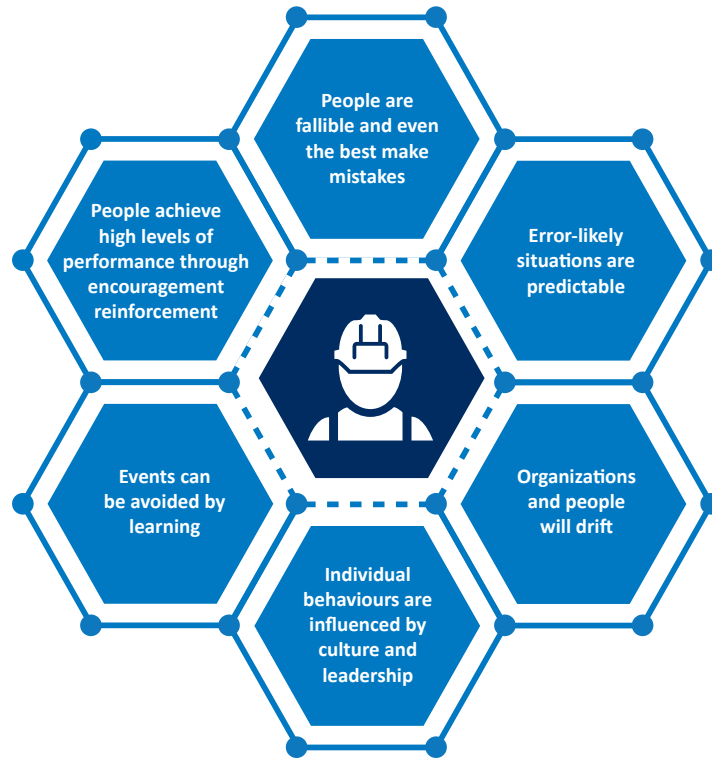 People are
fallible and even
the best make
mistakes
Error-likely
situations are
predictable
Organizations
and people
will drift
Individual
behaviours are
influenced by
culture and
leadership
Events can
be avoided by
learning
People achieve
high levels of
performance through
encouragement
reinforcement